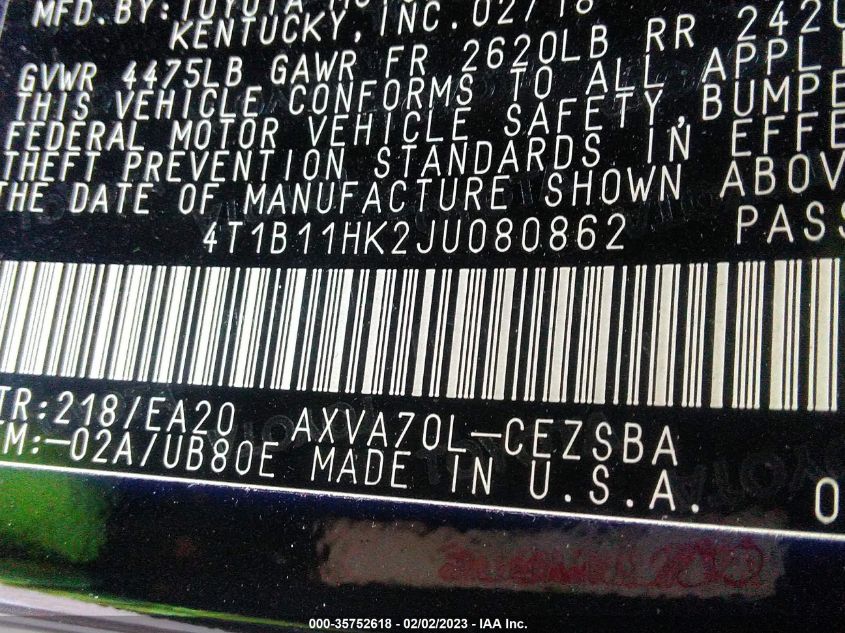 MFD.BY:TOYOTA MOTO
KENTUCKY,INC.02/18
GVWR 4475LB GAWR FR 2620LB RR 242
THIS VEHICLE CONFORMS TO ALL APPL
FEDERAL MOTOR VEHICLE SAFETY,BUMPE
THEFT PREVENTION STANDARDS IN EFFE
THE DATE OF MANUFACTURE SHOWN ABOV
4T1B11HK2JU080862 PASS
TR:218/EA20 AXVA70L-CEZSBA
M:-02A/UB80E MADE IN U.S.A. 0
000-35752618 - 02/02/2023 - IAA Inc.